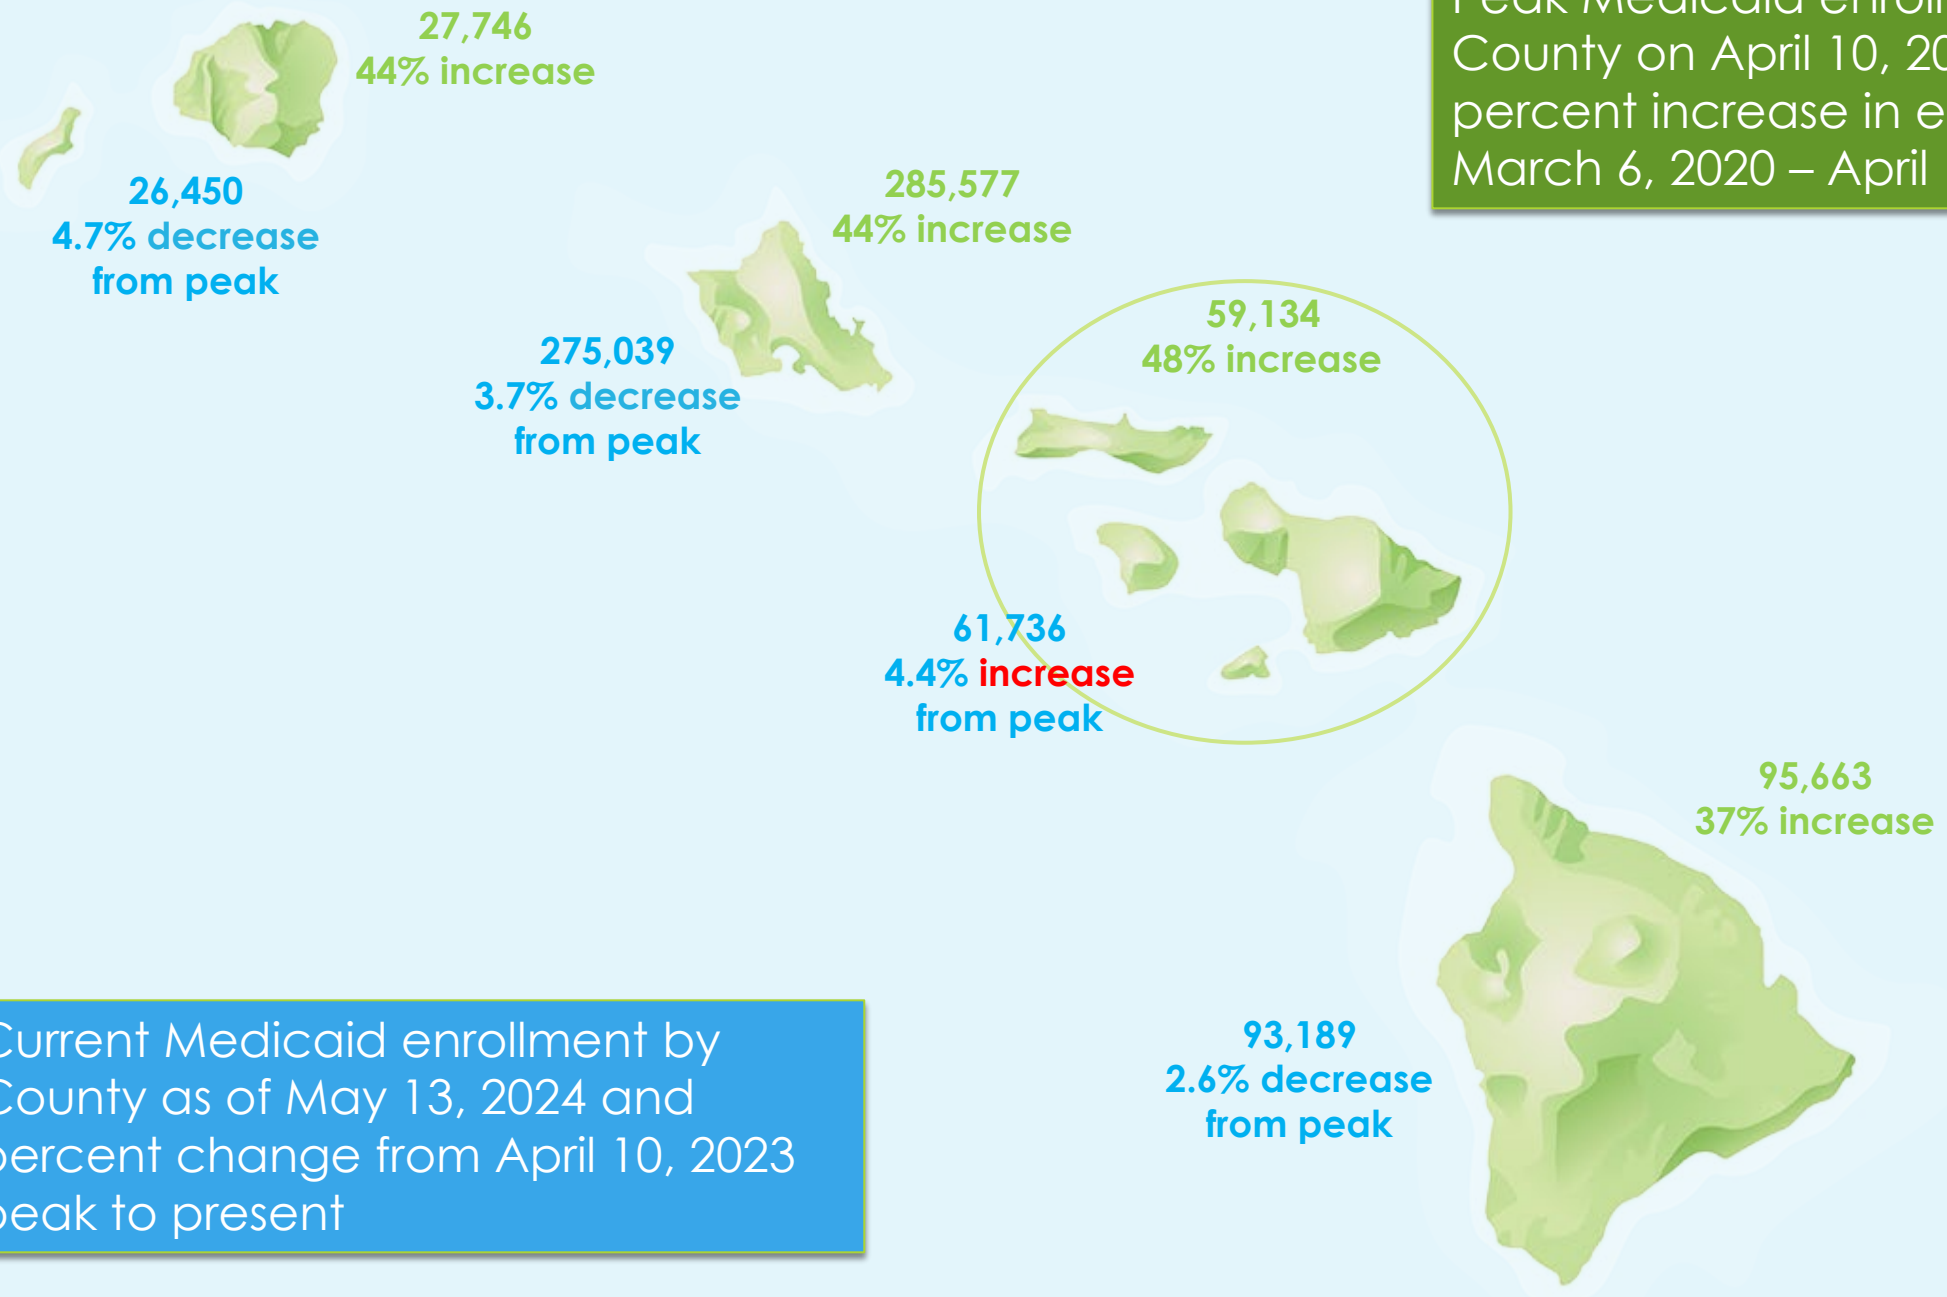 27,746
44% increase
Peak Medicaid
County on April 10,
percent increase in
March 6, 2020 – April
26,450
4.7% decrease
from peak
285,577
44% increase
275,039
3.7% decrease
from peak
59,134
48% increase
61,736
4.4% increase
from peak
95,663
37% increase
93,189
2.6% decrease
from peak
Current Medicaid enrollment by
County as of May 13, 2024 and
percent change from April 10, 2023
peak to present